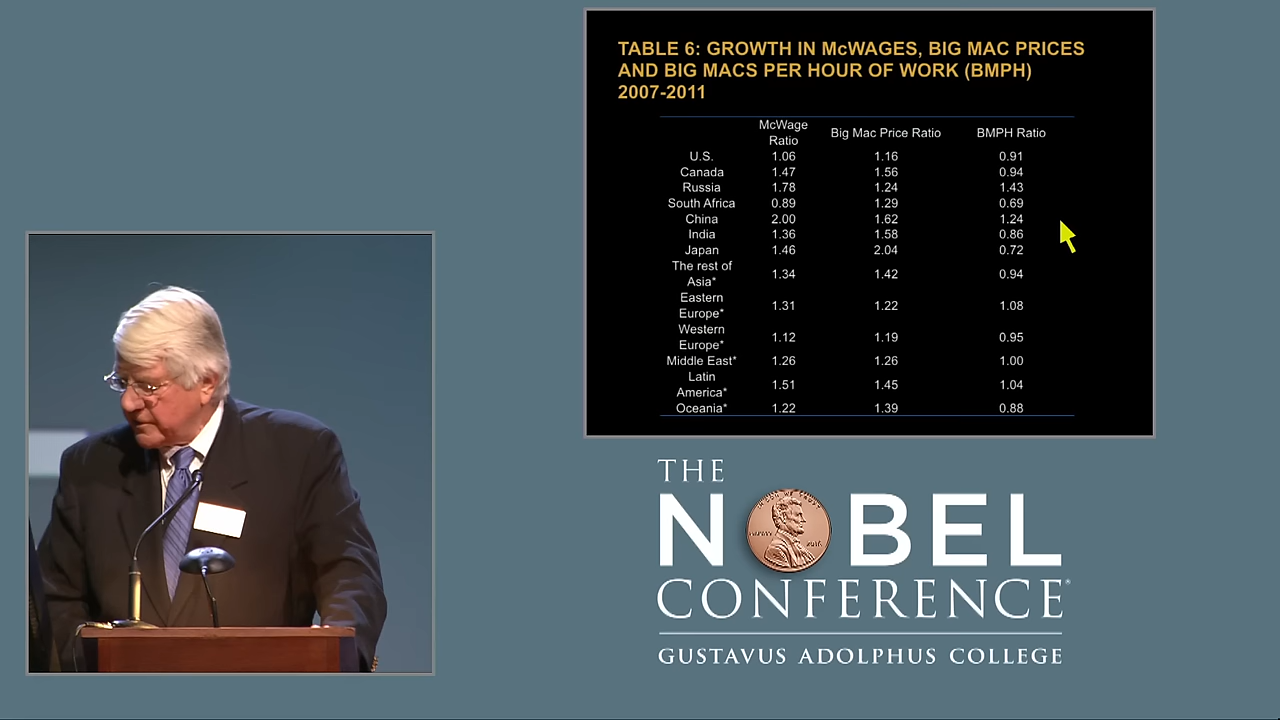 TABLE 6: GROWTH IN McWAGES, BIG MAC PRICES
AND BIG MACS PER HOUR OF WORK (BMPH)
2007-2011
McWage
Ratio
Big Mac Price Ratio
BMPH Ratio
U.S. 1.06 1.16 0.91
Canada 1.47 1.56 0.94
Russia 1.78 1.24 1.43
South Africa 0.89 1.29 0.69
China 2.00 1.62 1.24
India 1.36 1.58 0.86
Japan 1.46 2.04 0.72
The rest of
Asia* 1.34 1.42 0.94
Eastern
Europe* 1.31 1.22 1.08
Western
Europe* 1.12 1.19 0.95
Middle East* 1.26 1.26 1.00
Latin
America* 1.51 1.45 1.04
Oceania* 1.22 1.39 0.88
THE
NOBEL
CONFERENCE®
GUSTAVUS ADOLPHUS COLLEGE